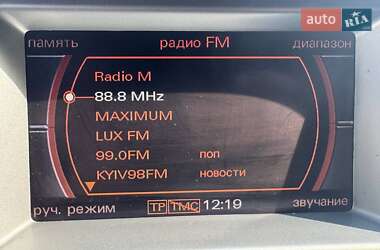 auto RIA
память радио FM диапазон
Radio M
88.8 MHz
MAXIMUM
LUX FM
99.0FM поп
KYIV98FM новости
руч. режим TP TMC 12:19 звучание